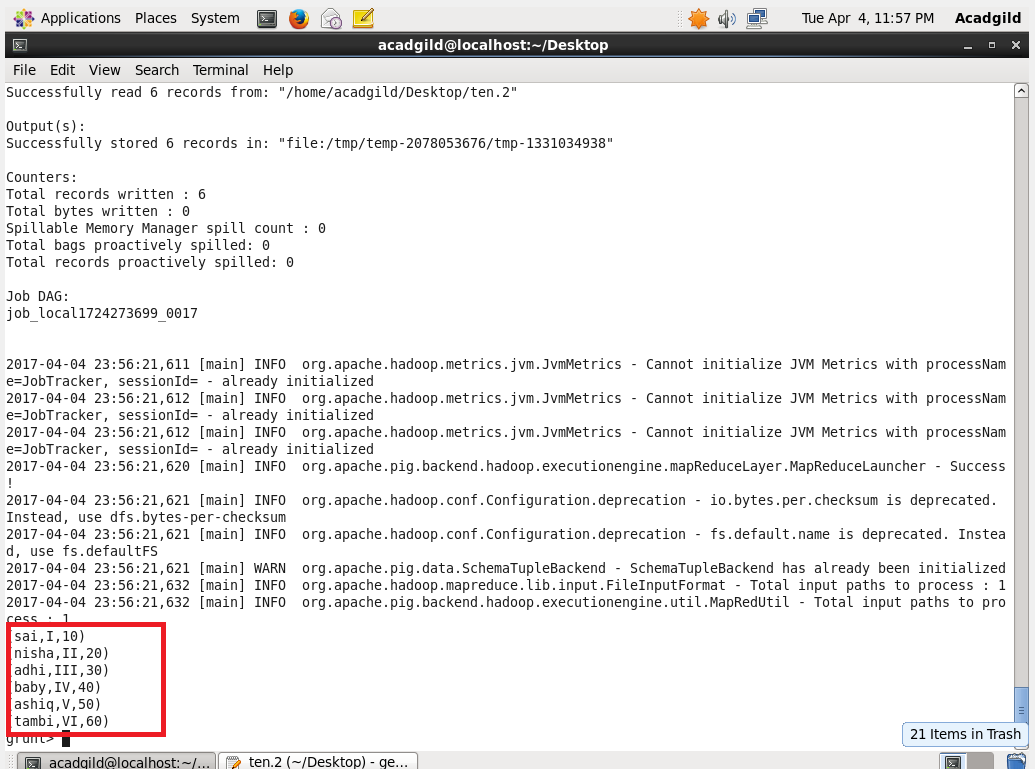 Applications Places System Tue Apr 4, 11:57 PM Acadgild
acadgild@localhost:~/Desktop
File Edit View Search Terminal Help
Successfully read 6 records from: "/home/acadgild/Desktop/ten.2"
Output(s):
Successfully stored 6 records in: "file:/tmp/temp-2078053676/tmp-1331034938"
Counters:
Total records written : 6
Total bytes written : 0
Spillable Memory Manager spill count : 0
Total bags proactively spilled: 0
Total records proactively spilled: 0
Job DAG:
job_local1724273699_0017
2017-04-04 23:56:21,611 [main] INFO  org.apache.hadoop.metrics.jvm.JvmMetrics - Cannot initialize JVM Metrics with processNam
e=JobTracker, sessionId= - already initialized
2017-04-04 23:56:21,612 [main] INFO  org.apache.hadoop.metrics.jvm.JvmMetrics - Cannot initialize JVM Metrics with processNam
e=JobTracker, sessionId= - already initialized
2017-04-04 23:56:21,612 [main] INFO  org.apache.hadoop.metrics.jvm.JvmMetrics - Cannot initialize JVM Metrics with processNam
e=JobTracker, sessionId= - already initialized
2017-04-04 23:56:21,620 [main] INFO  org.apache.pig.backend.hadoop.executionengine.mapReduceLayer.MapReduceLauncher - Success
!
2017-04-04 23:56:21,621 [main] INFO  org.apache.hadoop.conf.Configuration.deprecation - io.bytes.per.checksum is deprecated.
Instead, use dfs.bytes-per-checksum
2017-04-04 23:56:21,621 [main] INFO  org.apache.hadoop.conf.Configuration.deprecation - fs.default.name is deprecated. Instea
d, use fs.defaultFS
2017-04-04 23:56:21,621 [main] WARN  org.apache.pig.data.SchemaTupleBackend - SchemaTupleBackend has already been initialized
2017-04-04 23:56:21,632 [main] INFO  org.apache.hadoop.mapreduce.lib.input.FileInputFormat - Total input paths to process : 1
2017-04-04 23:56:21,632 [main] INFO  org.apache.pig.backend.hadoop.executionengine.util.MapRedUtil - Total input paths to pro
cess : 1
(sai,I,10)
(nisha,II,20)
(adhi,III,30)
(baby,IV,40)
(ashiq,V,50)
(tambi,VI,60)
grunt>
21 Items in Trash
acadgild@localhost:~/... ten.2 (~/Desktop) - ge...